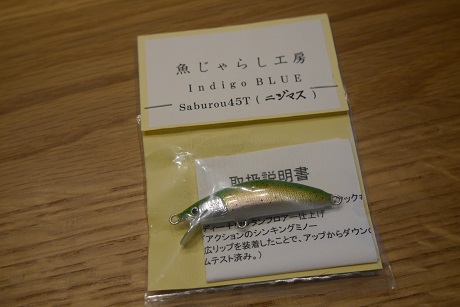 魚じゃらし工房
Indigo BLUE
Saburou45T ( ニジマス )
取扱説明書
アクションのシンキングミノー
広リップを装着したことで、アップからダウンの
ムテスト済み。)